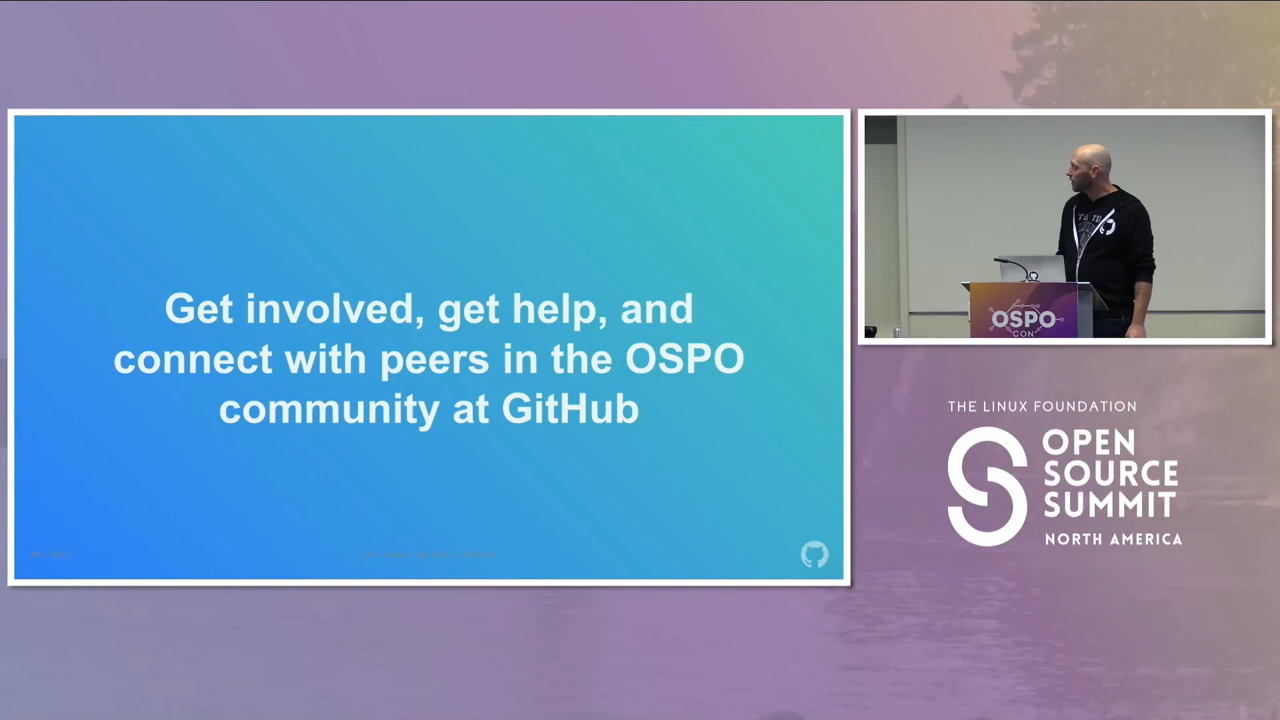 Get involved, get help, and
connect with peers in the OSPO
community at GitHub
OSPO
CON
THE LINUX FOUNDATION
OPEN
SOURCE
SUMMIT
NORTH AMERICA